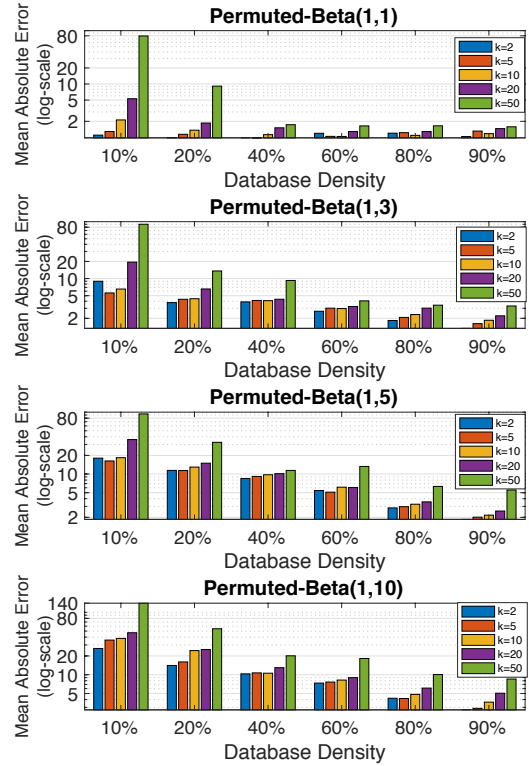 Permuted-Beta(1,1)
Mean Absolute Error
(log-scale)
80
20
10
5
2
k=2
k=5
k=10
k=20
k=50
10% 20% 40% 60% 80% 90%
Database Density
Permuted-Beta(1,3)
Mean Absolute Error
(log-scale)
80
20
10
5
2
k=2
k=5
k=10
k=20
k=50
10% 20% 40% 60% 80% 90%
Database Density
Permuted-Beta(1,5)
Mean Absolute Error
(log-scale)
80
20
10
5
2
k=2
k=5
k=10
k=20
k=50
10% 20% 40% 60% 80% 90%
Database Density
Permuted-Beta(1,10)
Mean Absolute Error
(log-scale)
140
80
20
10
5
k=2
k=5
k=10
k=20
k=50
10% 20% 40% 60% 80% 90%
Database Density